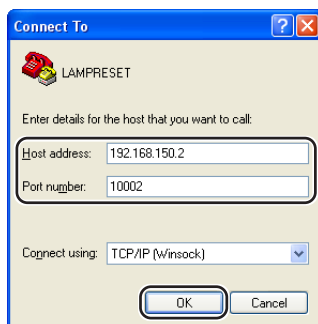 Connect To
LAMPRESET
Enter details for the host that you want to call:
Host address: 192.168.150.2
Port number: 10002
Connect using: TCP/IP (Winsock)
OK Cancel